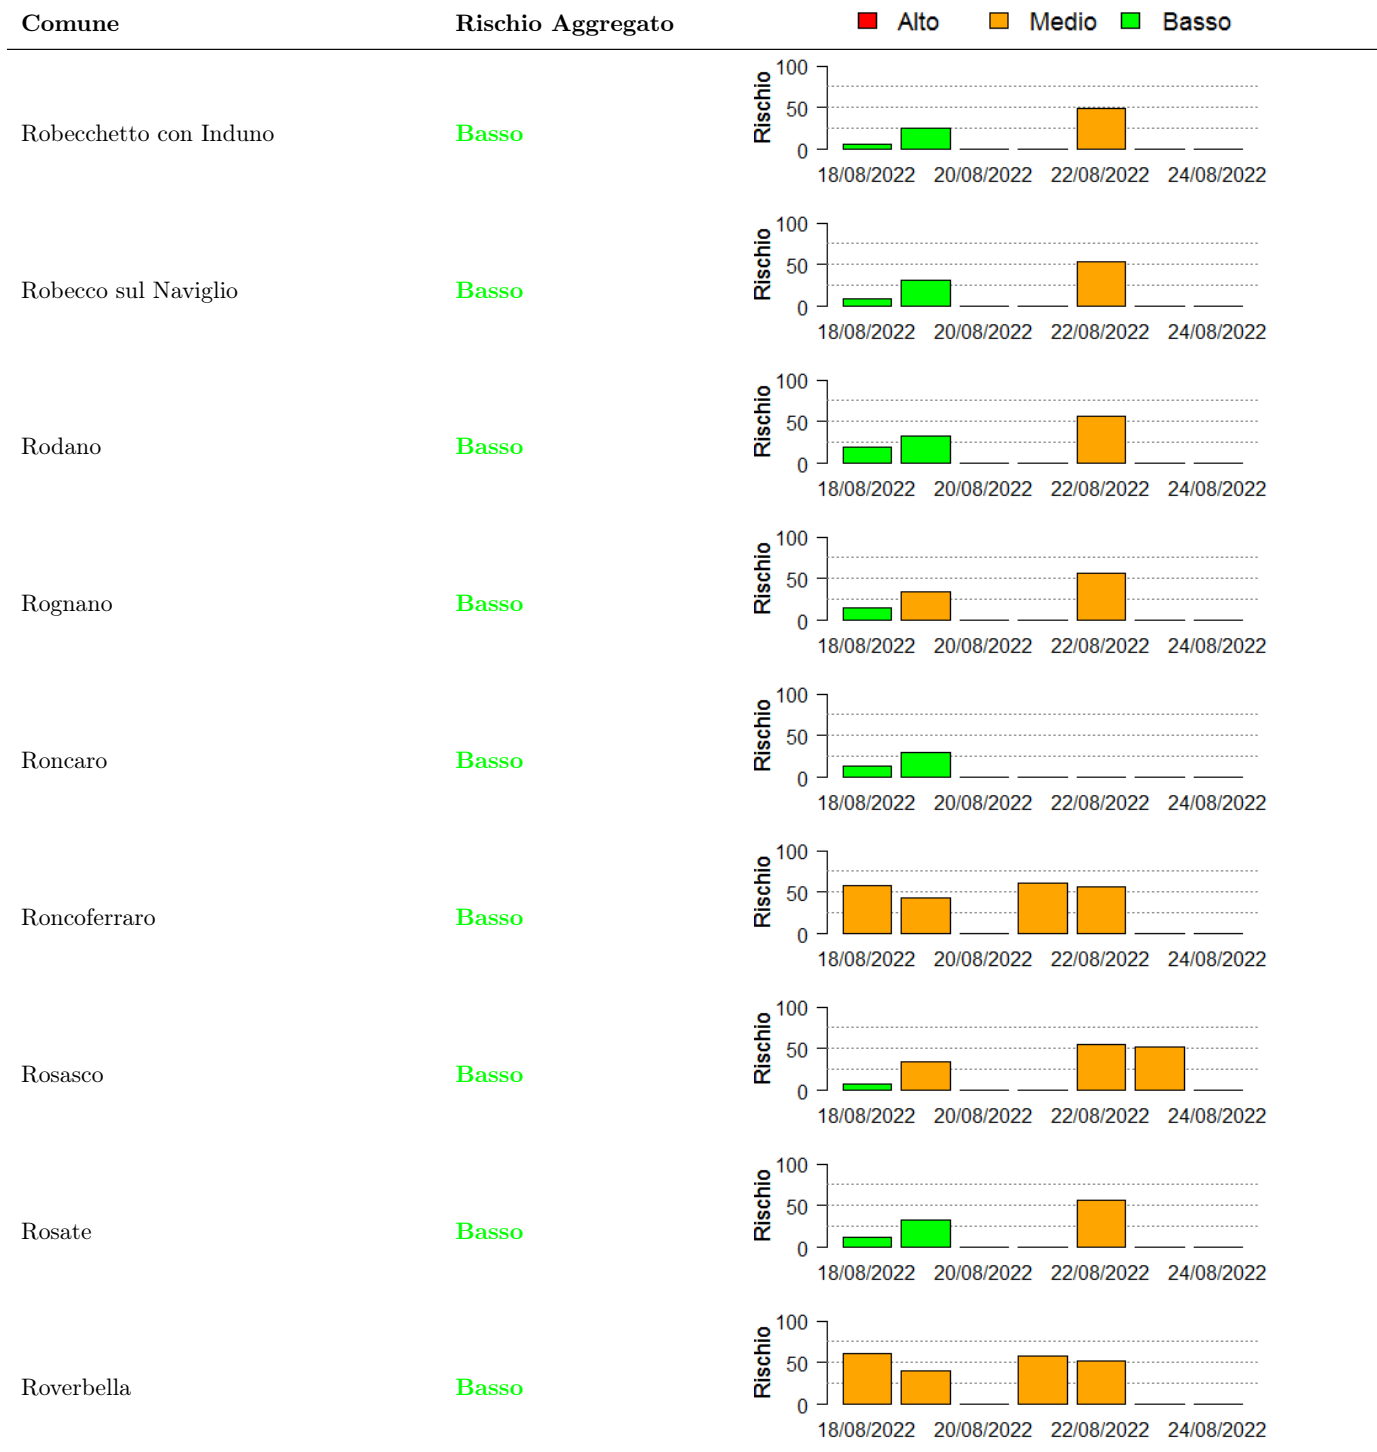 Comune Rischio Aggregato Alto Medio Basso
100
50
0
Rischio
Robecchetto con Induno Basso
18/08/2022 20/08/2022 22/08/2022 24/08/2022
100
50
0
Rischio
Robecco sul Naviglio Basso
18/08/2022 20/08/2022 22/08/2022 24/08/2022
100
50
0
Rischio
Rodano Basso
18/08/2022 20/08/2022 22/08/2022 24/08/2022
100
50
0
Rischio
Rognano Basso
18/08/2022 20/08/2022 22/08/2022 24/08/2022
100
50
0
Rischio
Roncaro Basso
18/08/2022 20/08/2022 22/08/2022 24/08/2022
100
50
0
Rischio
Roncoferraro Basso
18/08/2022 20/08/2022 22/08/2022 24/08/2022
100
50
0
Rischio
Rosasco Basso
18/08/2022 20/08/2022 22/08/2022 24/08/2022
100
50
0
Rischio
Rosate Basso
18/08/2022 20/08/2022 22/08/2022 24/08/2022
100
50
0
Rischio
Roverbella Basso
18/08/2022 20/08/2022 22/08/2022 24/08/2022